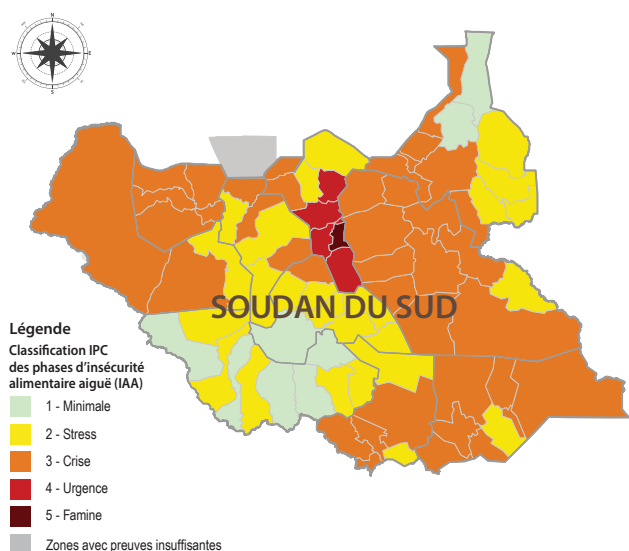 N
W
E
S
SOUDAN DU SUD
Légende
Classification IPC
des phases d'insécurité
alimentaire aiguë (IAA)
1 - Minimale
2 - Stress
3 - Crise
4 - Urgence
5 - Famine
Zones avec preuves insuffisantes